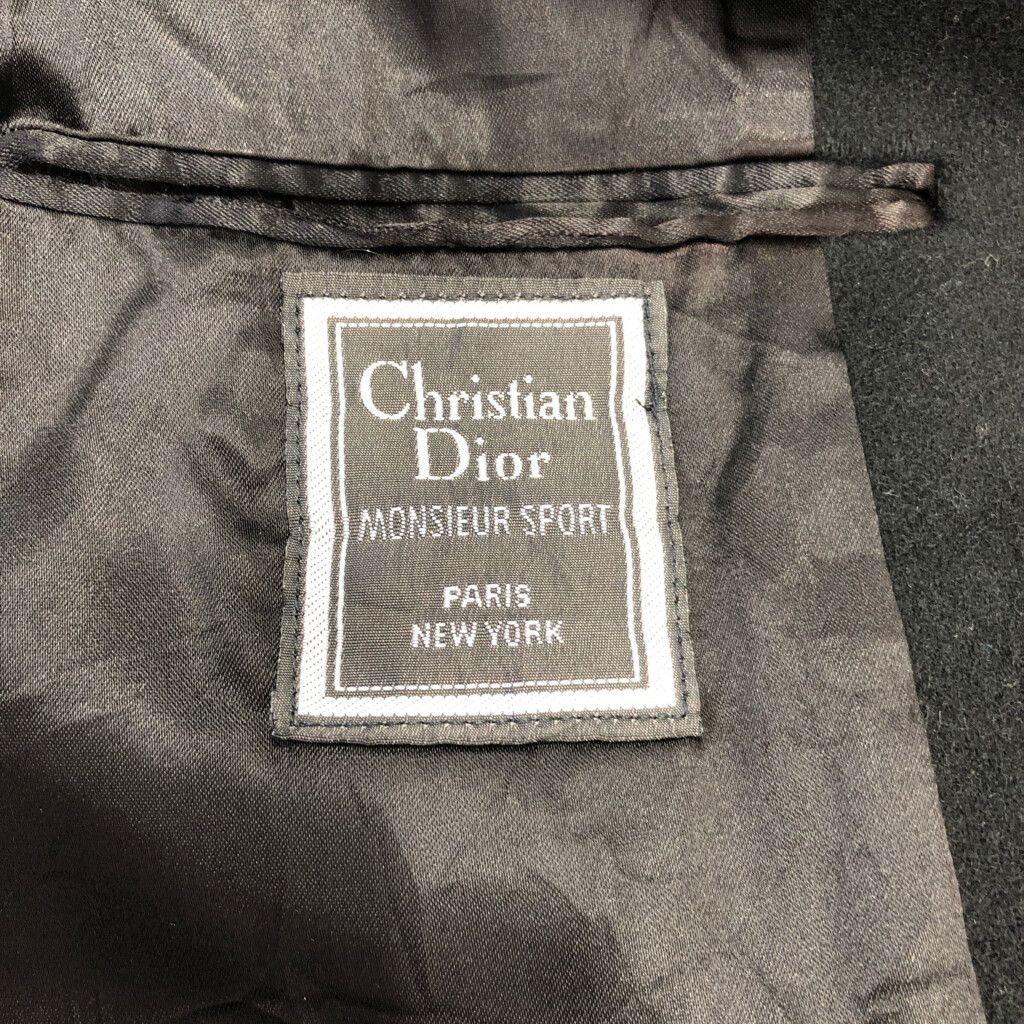 Christian
Dior
MONSIEUR SPORT
PARIS
NEW YORK